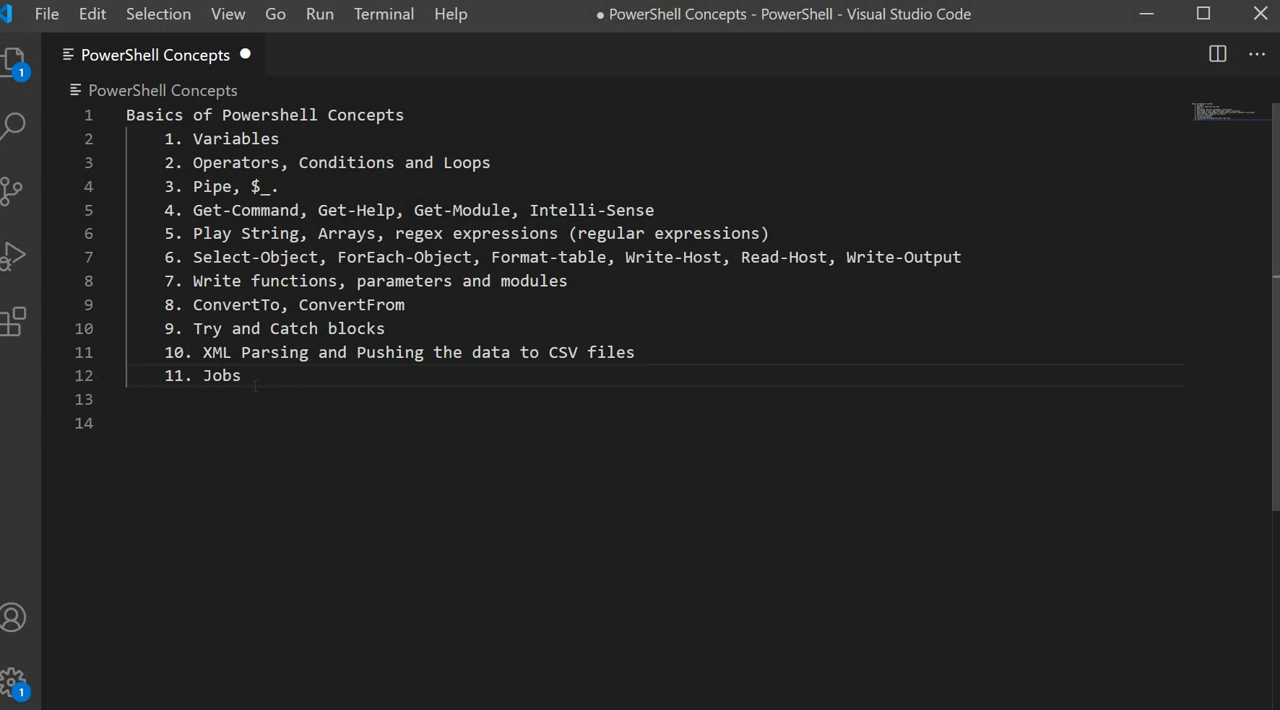 File Edit Selection View Go Run Terminal Help ● PowerShell Concepts - PowerShell - Visual Studio Code
PowerShell Concepts
PowerShell Concepts
1 Basics of Powershell Concepts
2 1. Variables
3 2. Operators, Conditions and Loops
4 3. Pipe, $_.
5 4. Get-Command, Get-Help, Get-Module, Intelli-Sense
6 5. Play String, Arrays, regex expressions (regular expressions)
7 6. Select-Object, ForEach-Object, Format-table, Write-Host, Read-Host, Write-Output
8 7. Write functions, parameters and modules
9 8. ConvertTo, ConvertFrom
10 9. Try and Catch blocks
11 10. XML Parsing and Pushing the data to CSV files
12 11. Jobs
13
14
1
1